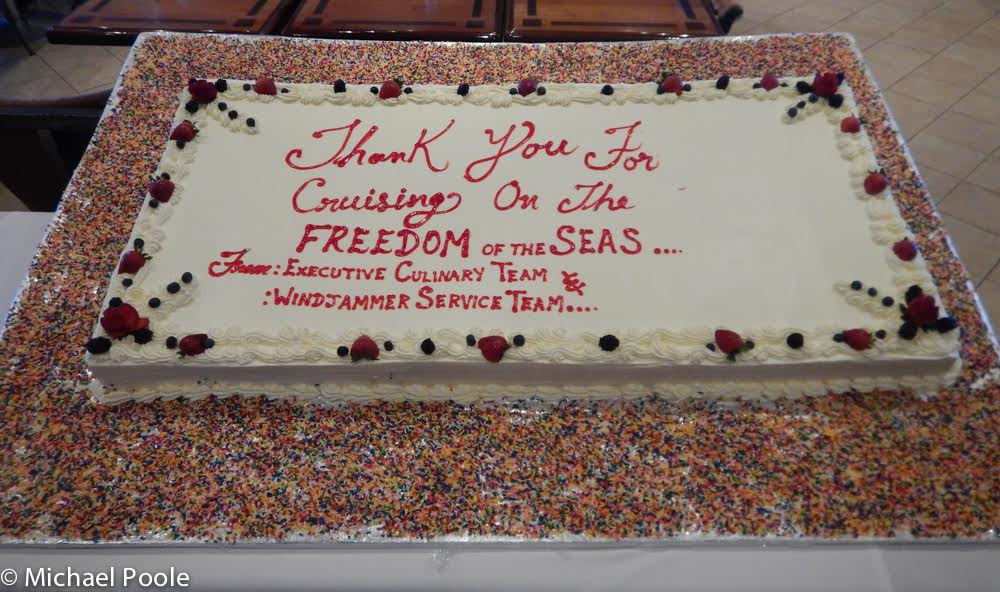 Thank You For
Cruising On The
FREEDOM OF THE SEAS ....
From: EXECUTIVE CULINARY TEAM &
: WINDJAMMER SERVICE TEAM....
© Michael Poole